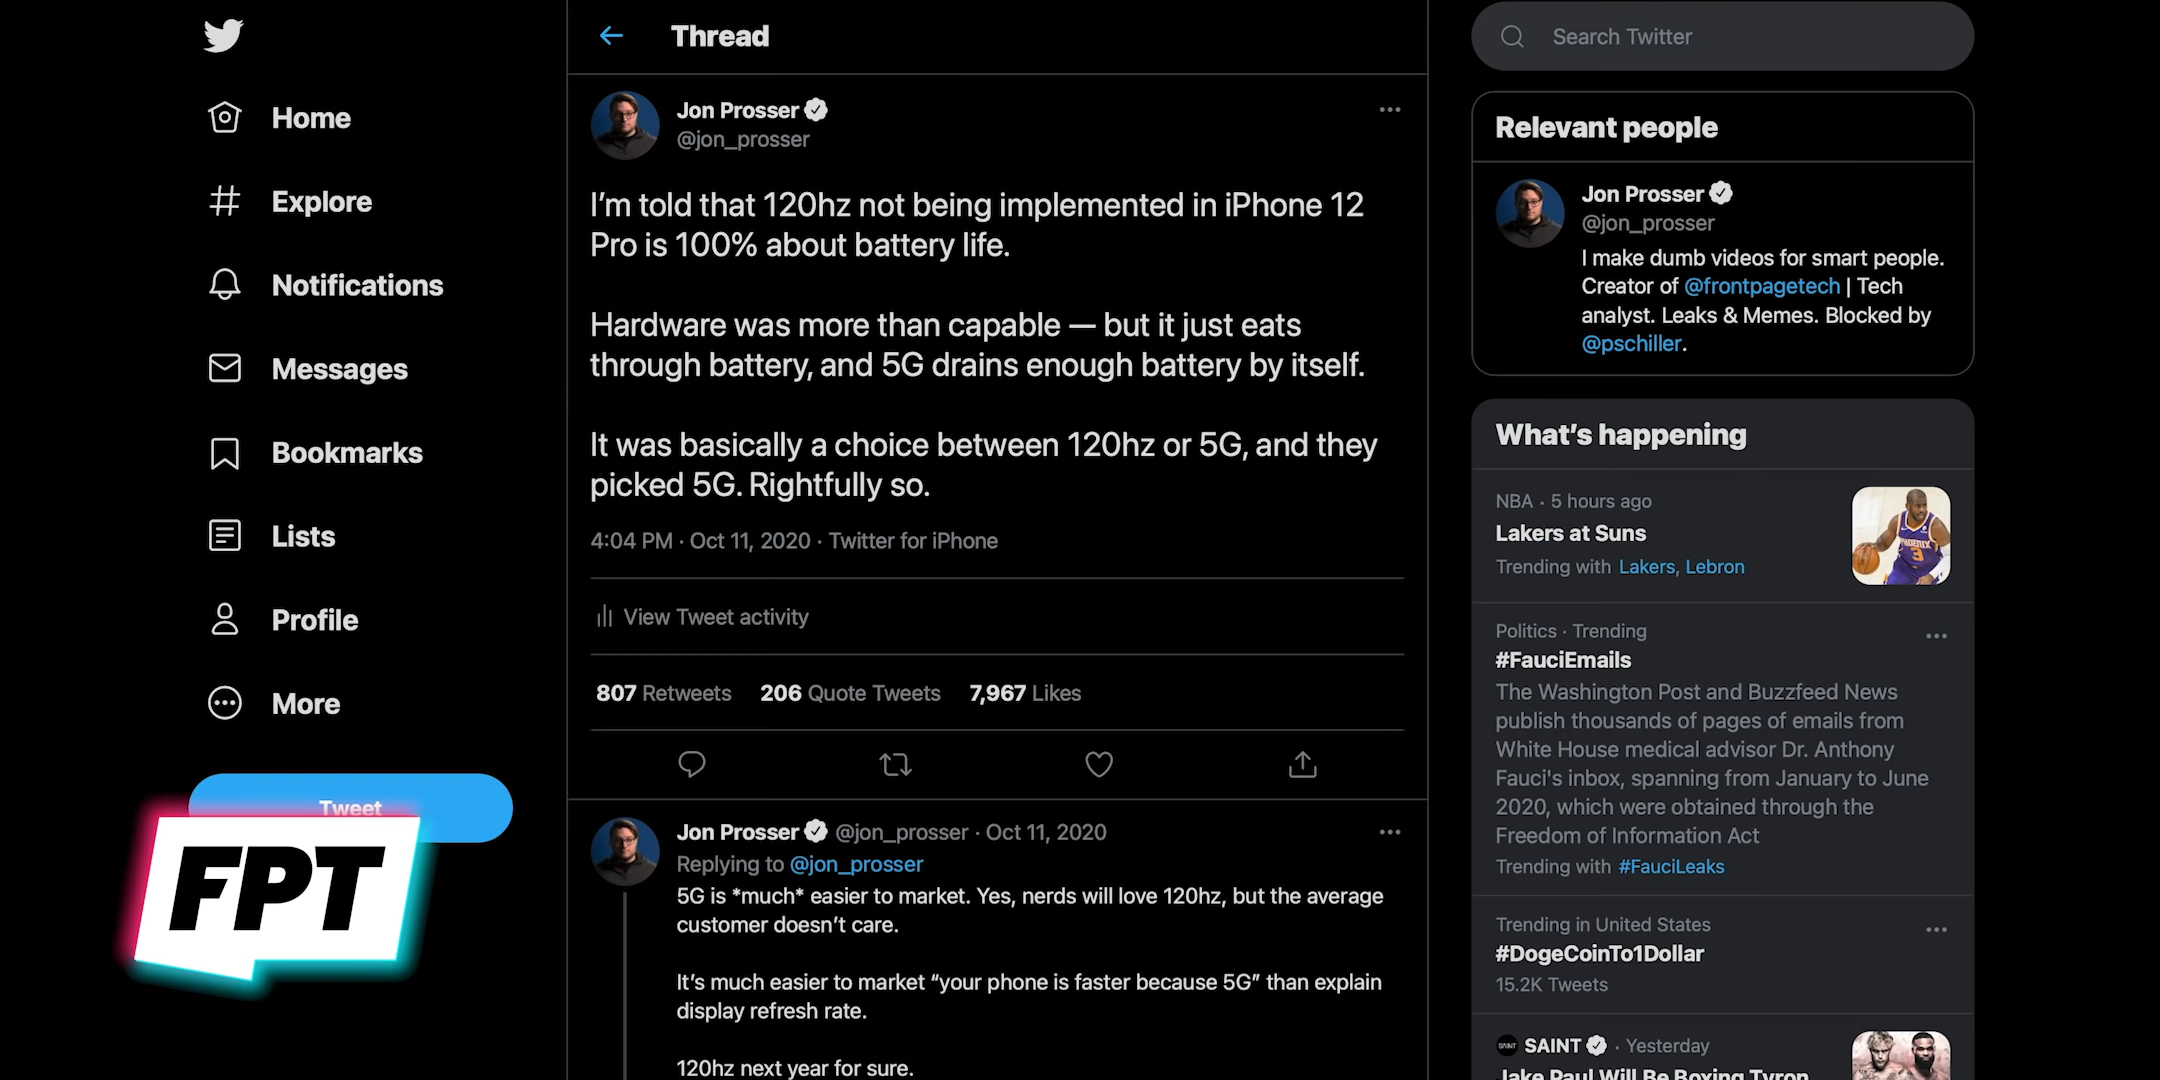 Home
Explore
Notifications
Messages
Bookmarks
Lists
Profile
More
Tweet
FPT
Thread
Jon Prosser
@jon_prosser
I'm told that 120hz not being implemented in iPhone 12
Pro is 100% about battery life.
Hardware was more than capable — but it just eats
through battery, and 5G drains enough battery by itself.
It was basically a choice between 120hz or 5G, and they
picked 5G. Rightfully so.
4:04 PM · Oct 11, 2020 · Twitter for iPhone
View Tweet activity
807 Retweets 206 Quote Tweets 7,967 Likes
Jon Prosser @jon_prosser · Oct 11, 2020
Replying to @jon_prosser
5G is *much* easier to market. Yes, nerds will love 120hz, but the average
customer doesn't care.
It's much easier to market “your phone is faster because 5G” than explain
display refresh rate.
120hz next year for sure.
Search Twitter
Relevant people
Jon Prosser
@jon_prosser
I make dumb videos for smart people.
Creator of @frontpagetech | Tech
analyst. Leaks & Memes. Blocked by
@pschiller.
What's happening
NBA · 5 hours ago
Lakers at Suns
Trending with Lakers, Lebron
PHOENIX
3
Politics · Trending
#FauciEmails
The Washington Post and Buzzfeed News
publish thousands of pages of emails from
White House medical advisor Dr. Anthony
Fauci's inbox, spanning from January to June
2020, which were obtained through the
Freedom of Information Act
Trending with #FauciLeaks
Trending in United States
#DogeCoinTo1Dollar
15.2K Tweets
SAINT SAINT · Yesterday
Jake Paul Will Be Boxing Tyron